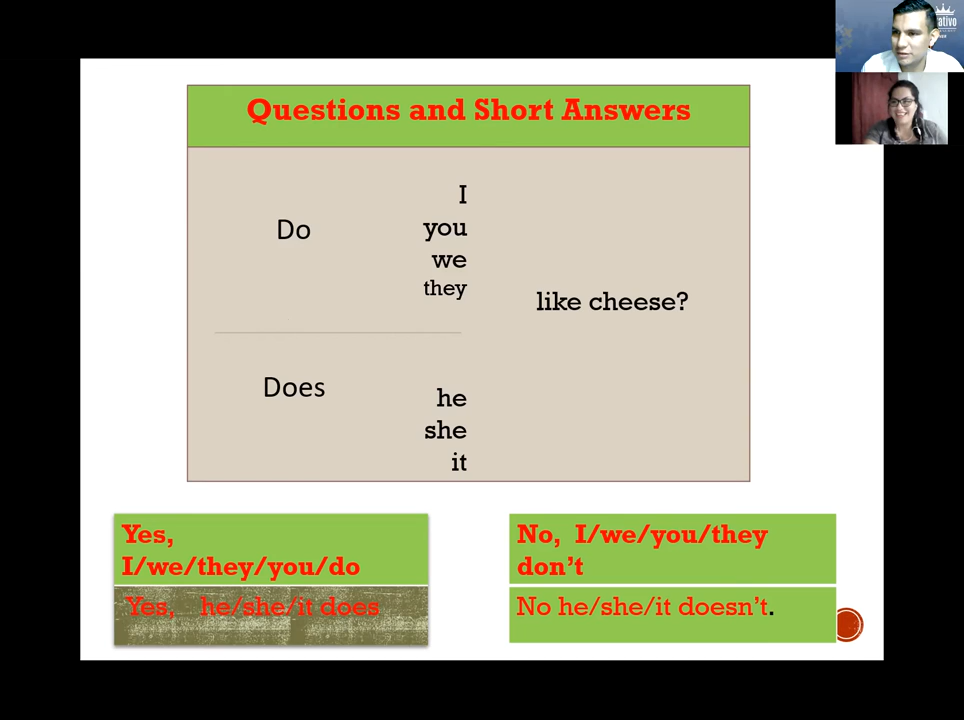 Questions and Short Answers
Do
I
you
we
they
like cheese?
Does
he
she
it
Yes,
I/we/they/you/do
Yes, he/she/it does
No, I/we/you/they
don't
No he/she/it doesn't.